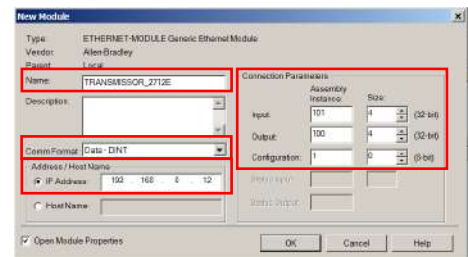 New Module
Type: ETHERNET-MODULE Generic Ethernet Module
Vendor: Allen-Bradley
Parent: Local
Name: TRANSMISSOR_2712E
Description:
Comm Format: Data - DINT
Address / Host Name
IP Address: 192 . 168 . 0 . 12
Host Name:
Connection Parameters
Assembly Instance: Size:
Input: 101 4 (32-bit)
Output: 100 4 (32-bit)
Configuration: 1 0 (8-bit)
Status Input:
Status Output:
Open Module Properties
OK Cancel Help